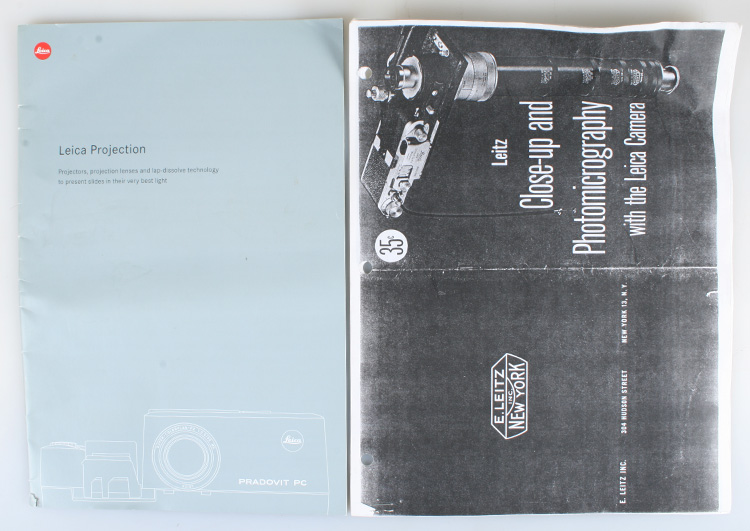 Leica
Leica Projection
Projectors, projection lenses and lap-dissolve technology
to present slides in their very best light
Leica
PRADOVIT PC
Leitz
Close-up and
Photomicrography
with the Leica Camera
35¢
E. LEITZ
INC.
NEW YORK
E. LEITZ INC. 304 HUDSON STREET NEW YORK 13, N.Y.